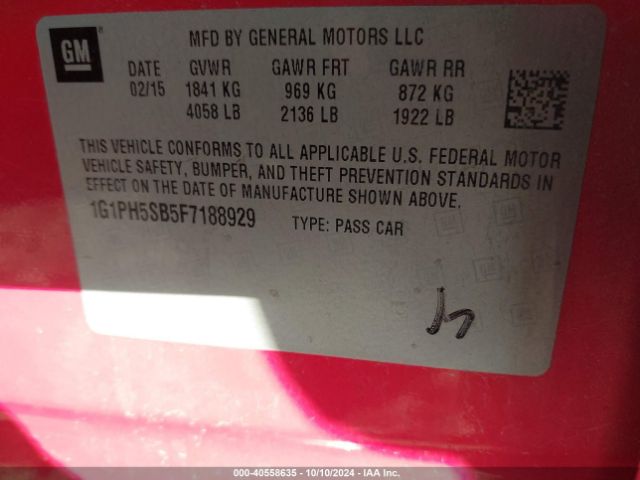 GM
MFD BY GENERAL MOTORS LLC
DATE GVWR GAWR FRT GAWR RR
02/15 1841 KG 969 KG 872 KG
4058 LB 2136 LB 1922 LB
THIS VEHICLE CONFORMS TO ALL APPLICABLE U.S. FEDERAL MOTOR
VEHICLE SAFETY, BUMPER, AND THEFT PREVENTION STANDARDS IN
EFFECT ON THE DATE OF MANUFACTURE SHOWN ABOVE.
1G1PH5SB5F7188929 TYPE: PASS CAR
000-40558635 - 10/10/2024 - IAA Inc.